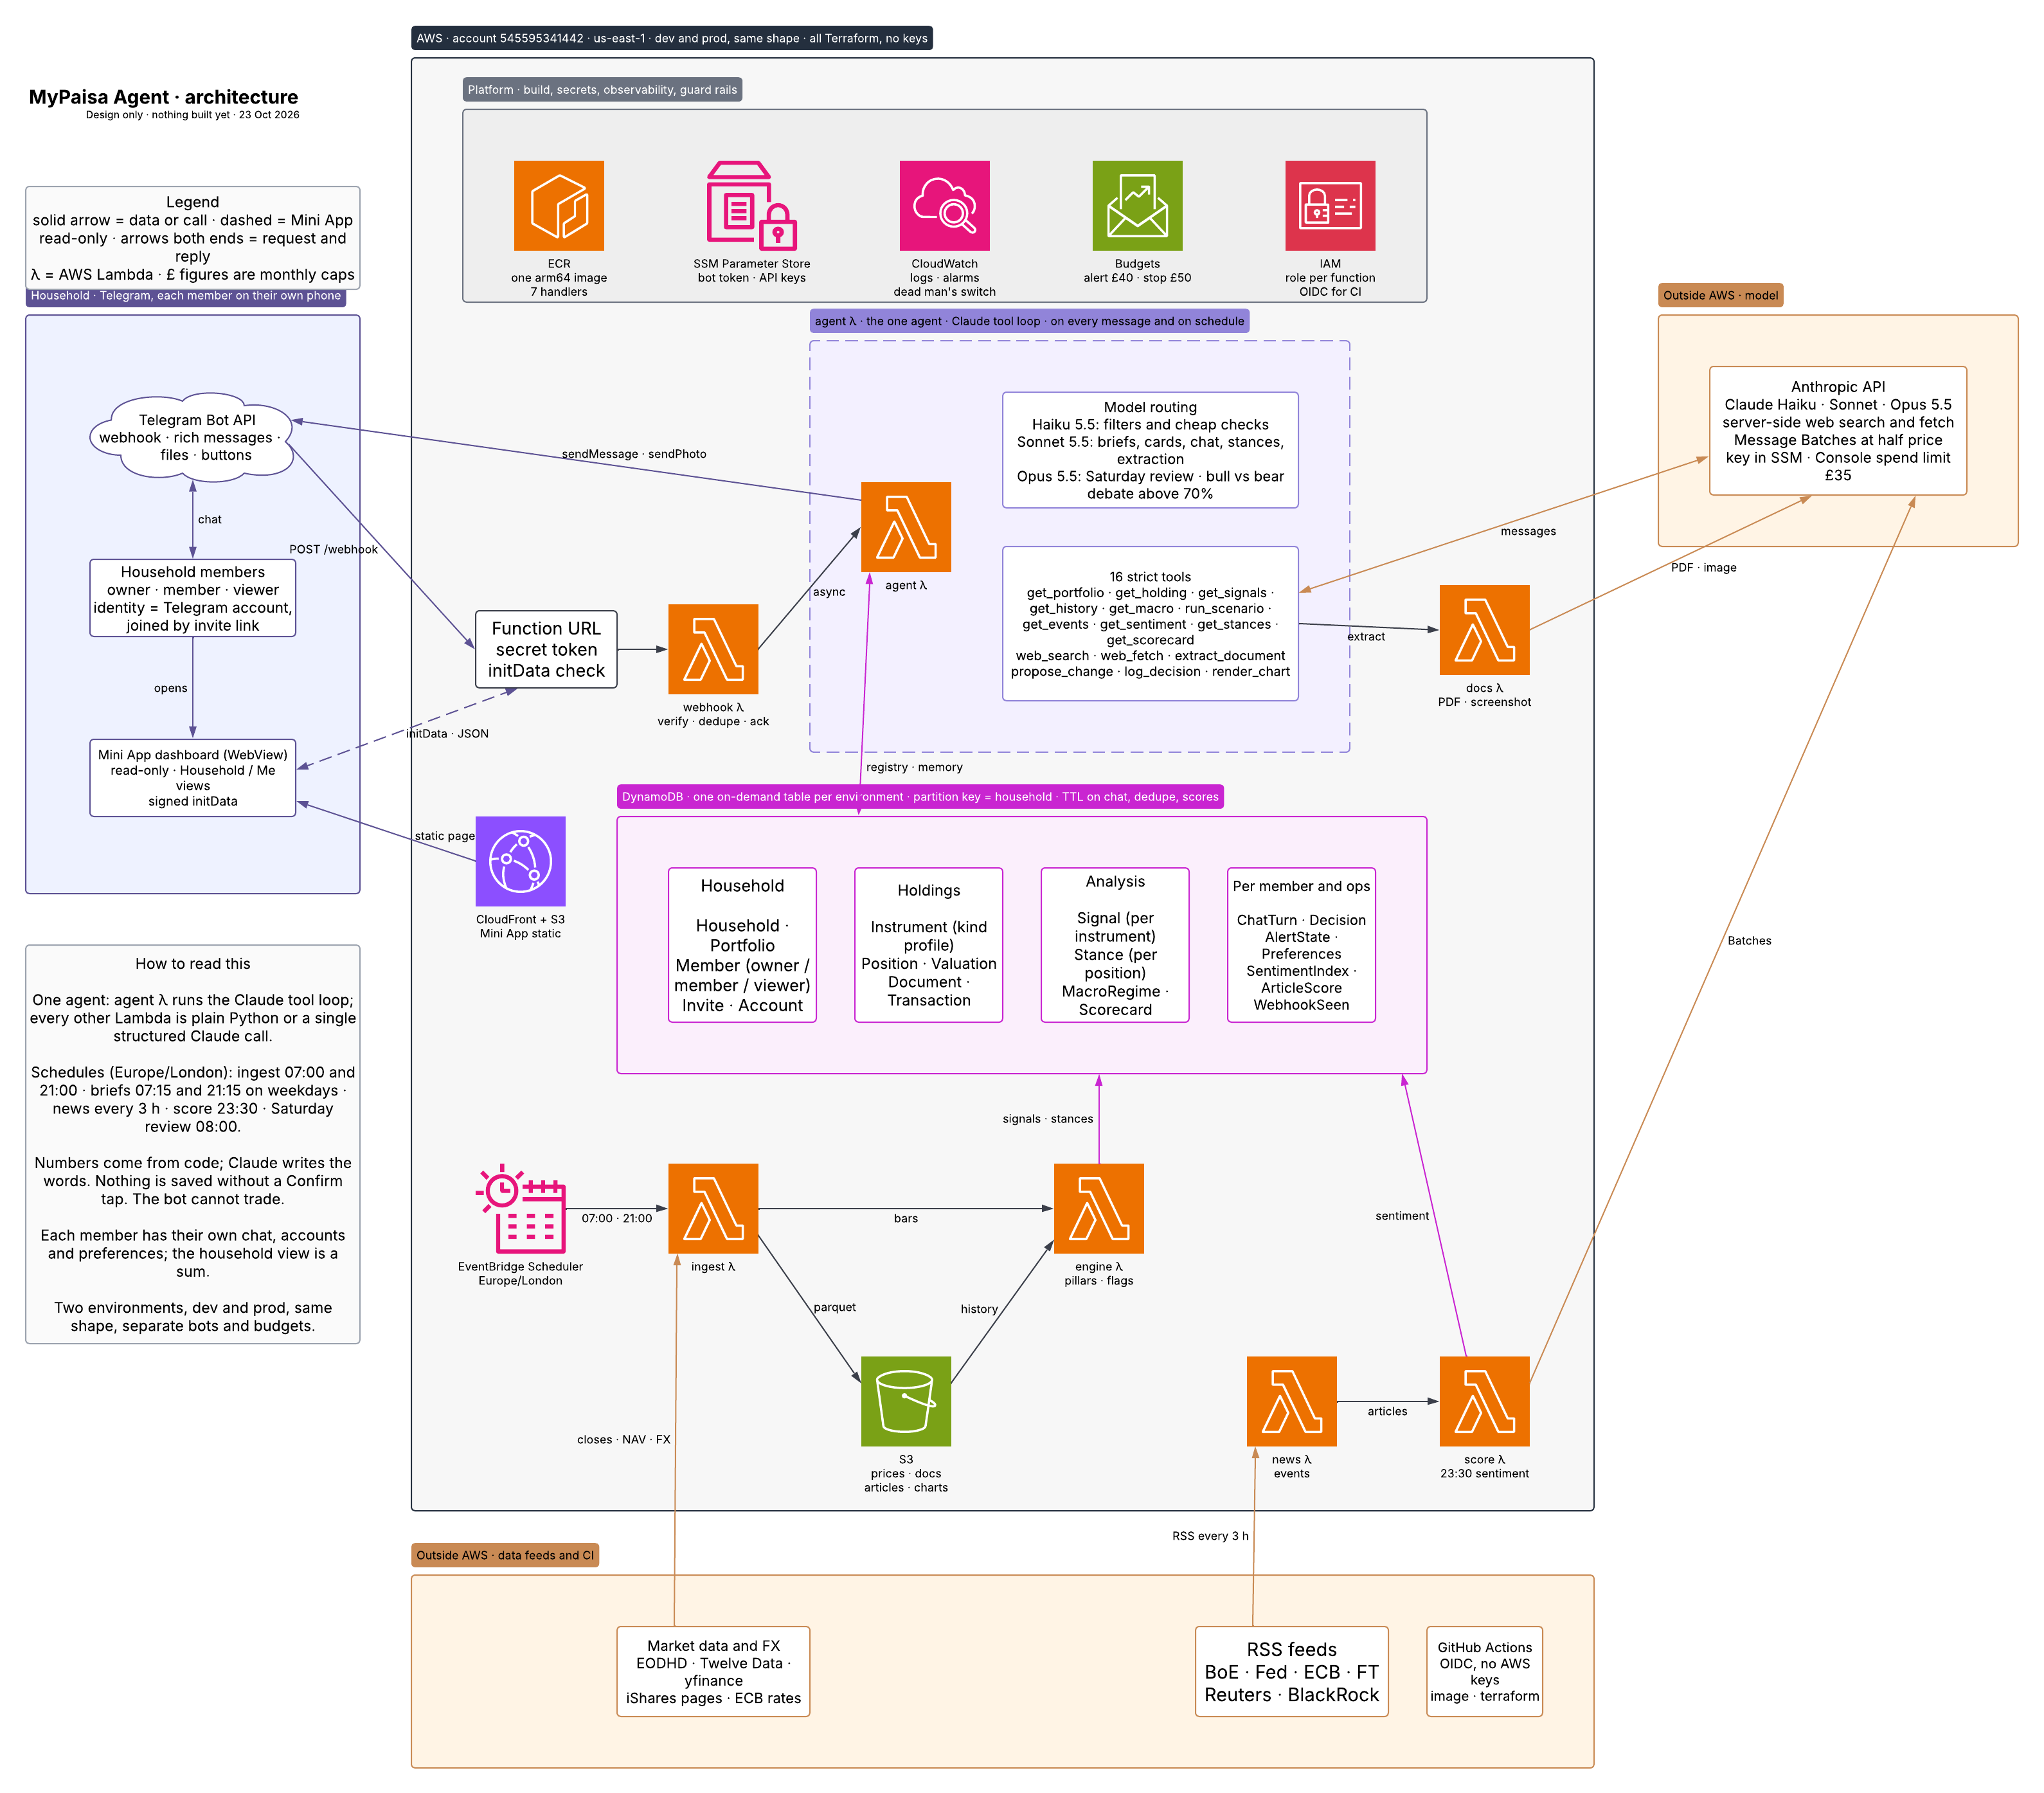 AWS · account 545595341442 · us-east-1 · dev and prod, same shape · all Terraform, no keys
MyPaisa Agent · architecture
Design only · nothing built yet · 23 Oct 2026
Platform · build, secrets, observability, guard rails
ECR
one arm64 image
7 handlers
SSM Parameter Store
bot token · API keys
CloudWatch
logs · alarms
dead man's switch
Budgets
alert £40 · stop £50
IAM
role per function
OIDC for CI
Legend
solid arrow = data or call · dashed = Mini App
read-only · arrows both ends = request and
reply
λ = AWS Lambda · £ figures are monthly caps
Household · Telegram, each member on their own phone
Telegram Bot API
webhook · rich messages ·
files · buttons
chat
Household members
owner · member · viewer
identity = Telegram account,
joined by invite link
opens
Mini App dashboard (WebView)
read-only · Household / Me
views
signed initData
sendMessage · sendPhoto
POST /webhook
initData · JSON
static page
Function URL
secret token
initData check
webhook λ
verify · dedupe · ack
async
CloudFront + S3
Mini App static
agent λ · the one agent · Claude tool loop · on every message and on schedule
agent λ
Model routing
Haiku 5.5: filters and cheap checks
Sonnet 5.5: briefs, cards, chat, stances,
extraction
Opus 5.5: Saturday review · bull vs bear
debate above 70%
16 strict tools
get_portfolio · get_holding · get_signals ·
get_history · get_macro · run_scenario ·
get_events · get_sentiment · get_stances ·
get_scorecard
web_search · web_fetch · extract_document
propose_change · log_decision · render_chart
extract
docs λ
PDF · screenshot
Outside AWS · model
Anthropic API
Claude Haiku · Sonnet · Opus 5.5
server-side web search and fetch
Message Batches at half price
key in SSM · Console spend limit
£35
messages
PDF · image
Batches
registry · memory
DynamoDB · one on-demand table per environment · partition key = household · TTL on chat, dedupe, scores
Household
Household ·
Portfolio
Member (owner /
member / viewer)
Invite · Account
Holdings
Instrument (kind
profile)
Position · Valuation
Document ·
Transaction
Analysis
Signal (per
instrument)
Stance (per
position)
MacroRegime ·
Scorecard
Per member and ops
ChatTurn · Decision
AlertState ·
Preferences
SentimentIndex ·
ArticleScore
WebhookSeen
How to read this
One agent: agent λ runs the Claude tool loop;
every other Lambda is plain Python or a single
structured Claude call.
Schedules (Europe/London): ingest 07:00 and
21:00 · briefs 07:15 and 21:15 on weekdays ·
news every 3 h · score 23:30 · Saturday
review 08:00.
Numbers come from code; Claude writes the
words. Nothing is saved without a Confirm
tap. The bot cannot trade.
Each member has their own chat, accounts
and preferences; the household view is a
sum.
Two environments, dev and prod, same
shape, separate bots and budgets.
signals · stances
sentiment
EventBridge Scheduler
Europe/London
07:00 · 21:00
ingest λ
bars
engine λ
pillars · flags
parquet
history
closes · NAV · FX
S3
prices · docs
articles · charts
news λ
events
articles
score λ
23:30 sentiment
RSS every 3 h
Outside AWS · data feeds and CI
Market data and FX
EODHD · Twelve Data ·
yfinance
iShares pages · ECB rates
RSS feeds
BoE · Fed · ECB · FT
Reuters · BlackRock
GitHub Actions
OIDC, no AWS
keys
image · terraform